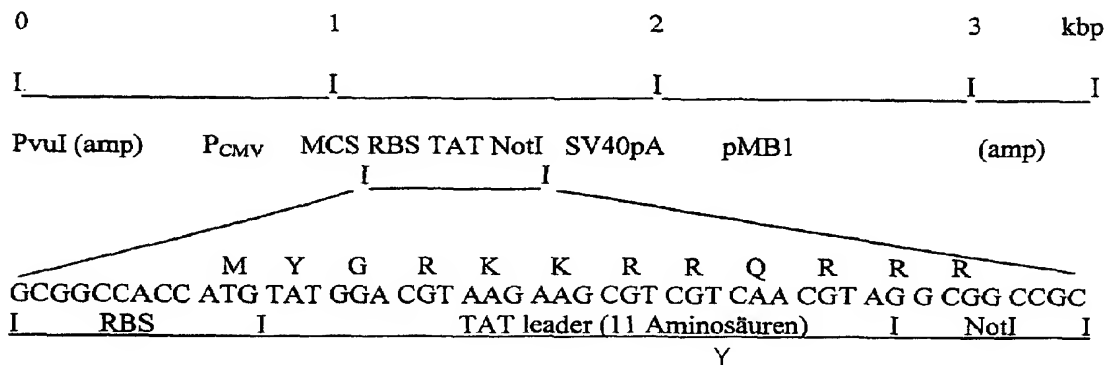 0 1 2 3 kbp
I. I I I I
PvuI (amp) PCMV MCS RBS TAT NotI SV40pA pMB1 (amp)
I I
M Y G R K K R R Q R R R
GCGGCCACC ATG TAT GGA CGT AAG AAG CGT CGT CAA CGT AGG CGG CCGC
I RBS I TAT leader (11 Aminosäuren) I NotI I
Y